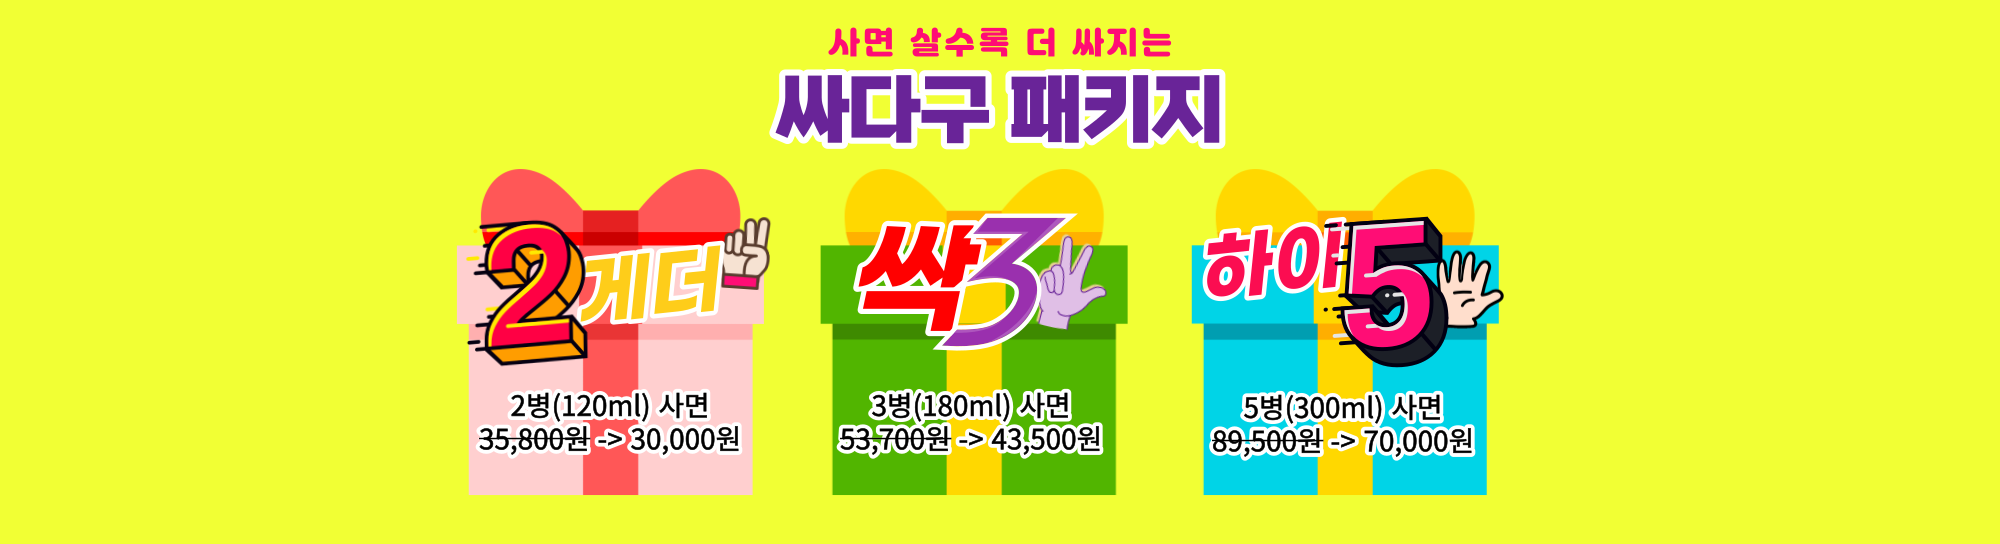 사면 살수록 더 싸지는
싸다구 패키지
2게더
2병(120ml) 사면
35,800원 -> 30,000원
싹3
3병(180ml) 사면
53,700원 -> 43,500원
하이5
5병(300ml) 사면
89,500원 -> 70,000원